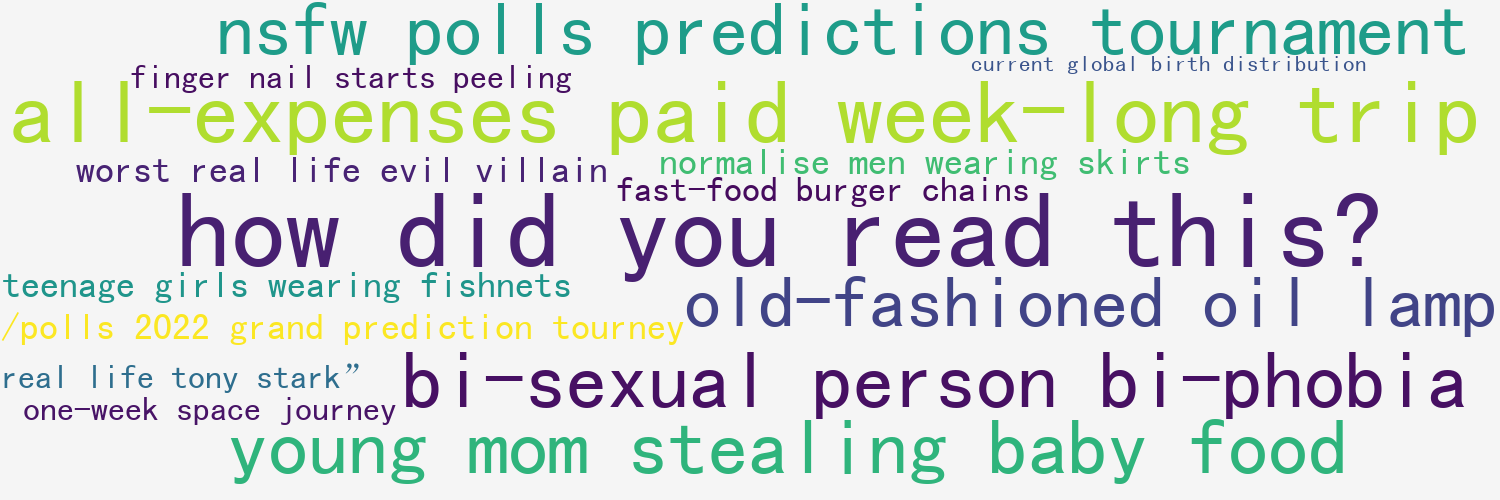 nsfw polls predictions tournament
current global birth distribution
finger nail starts peeling
all-expenses paid week-long trip
normalise men wearing skirts
worst real life evil villain
fast-food burger chains
how did you read this?
teenage girls wearing fishnets
old-fashioned oil lamp
/polls 2022 grand prediction tourney
real life tony stark”
bi-sexual person bi-phobia
one-week space journey
young mom stealing baby food